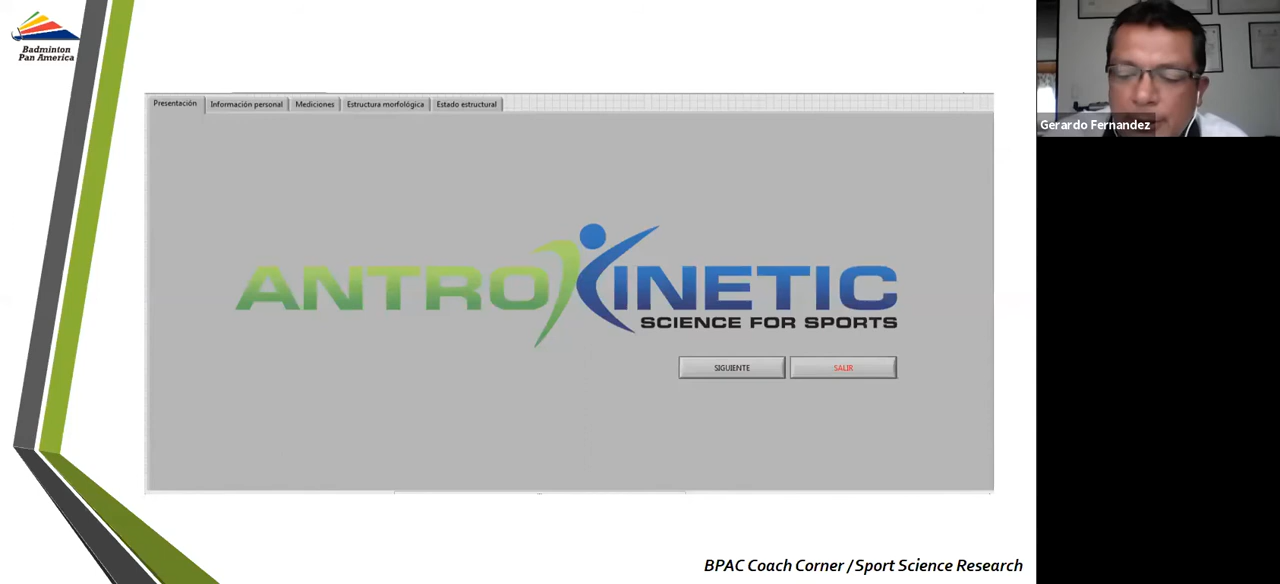 Badminton
Pan America
Presentación
Información personal
Mediciones
Estructura morfológica
Estado estructural
ANTROKINETIC
SCIENCE FOR SPORTS
SIGUIENTE
SALIR
Gerardo Fernandez
BPAC Coach Corner / Sport Science Research